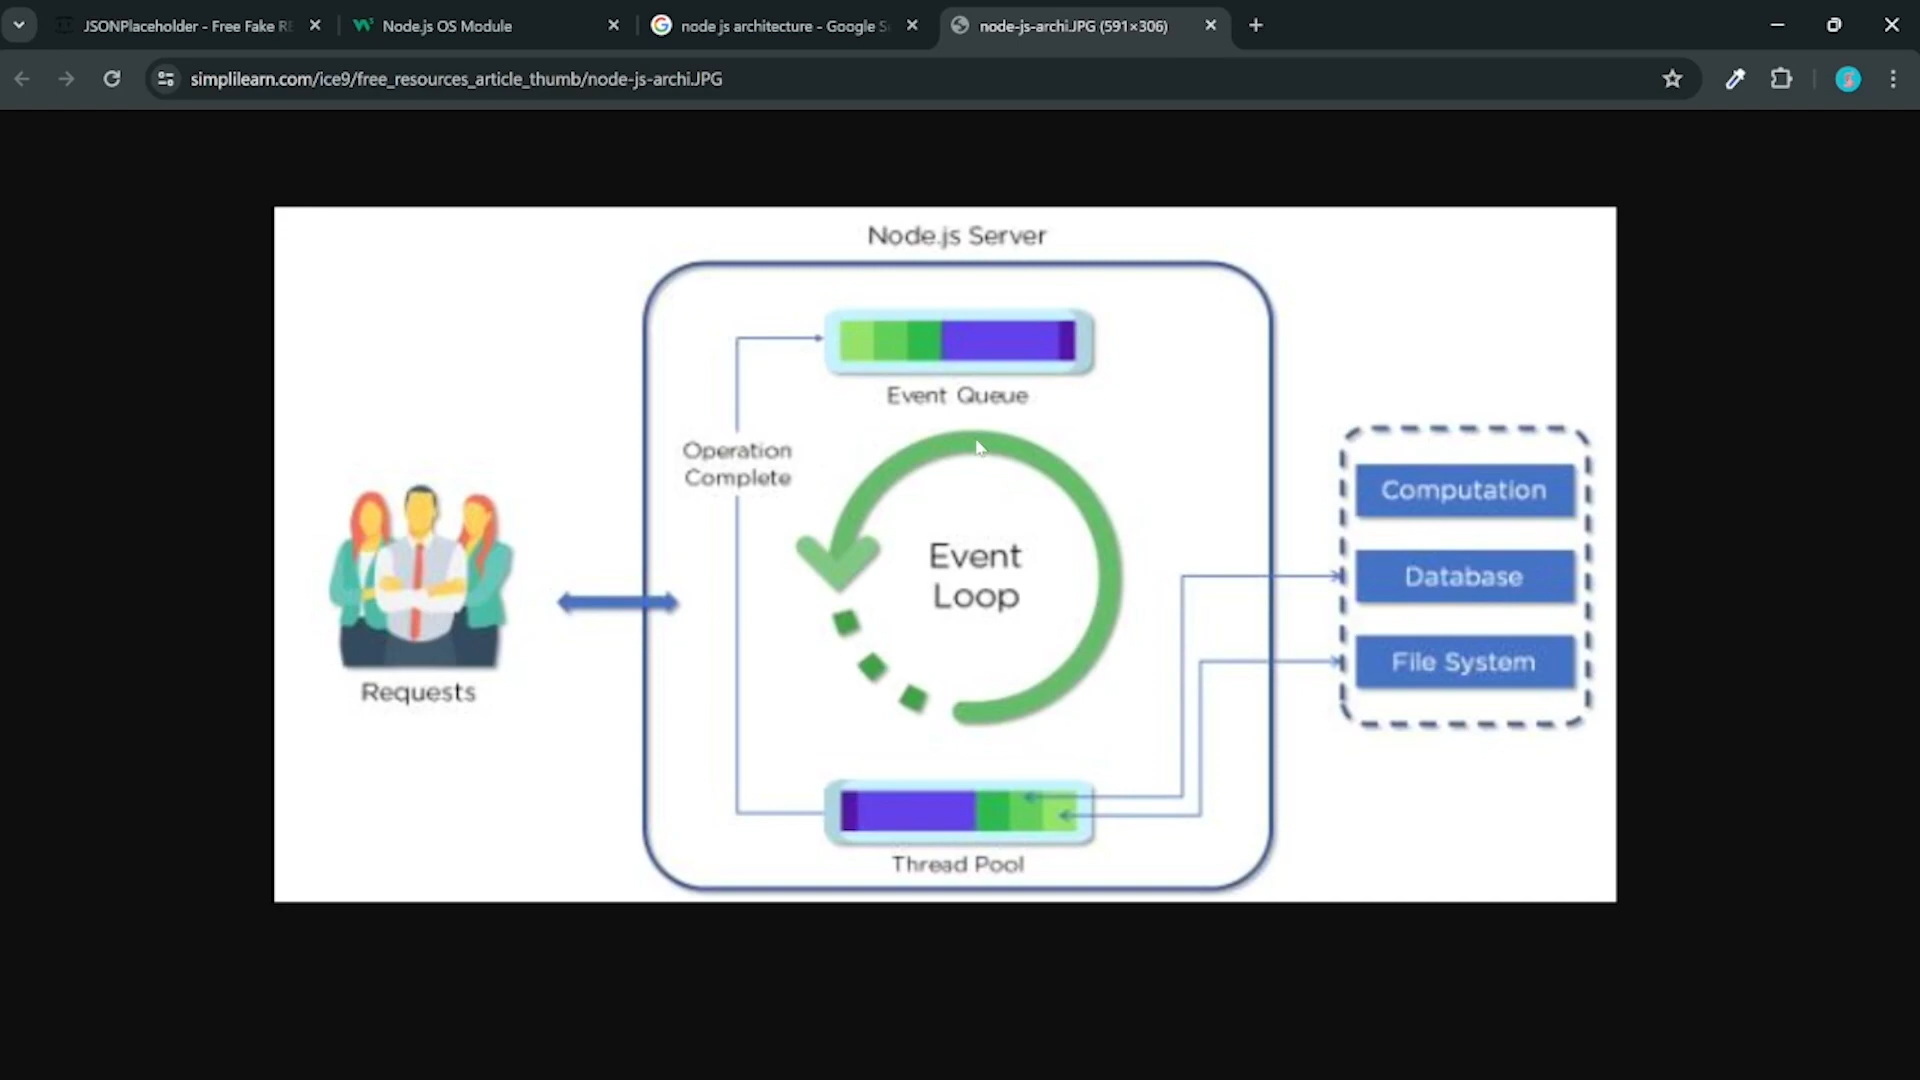 JSONPlaceholder - Free Fake RE
Node.js OS Module
node js architecture - Google Se
node-js-archi.JPG (591×306)
simplilearn.com/ice9/free_resources_article_thumb/node-js-archi.JPG
Node.js Server
Event Queue
Operation
Complete
Event
Loop
Computation
Database
File System
Requests
Thread Pool